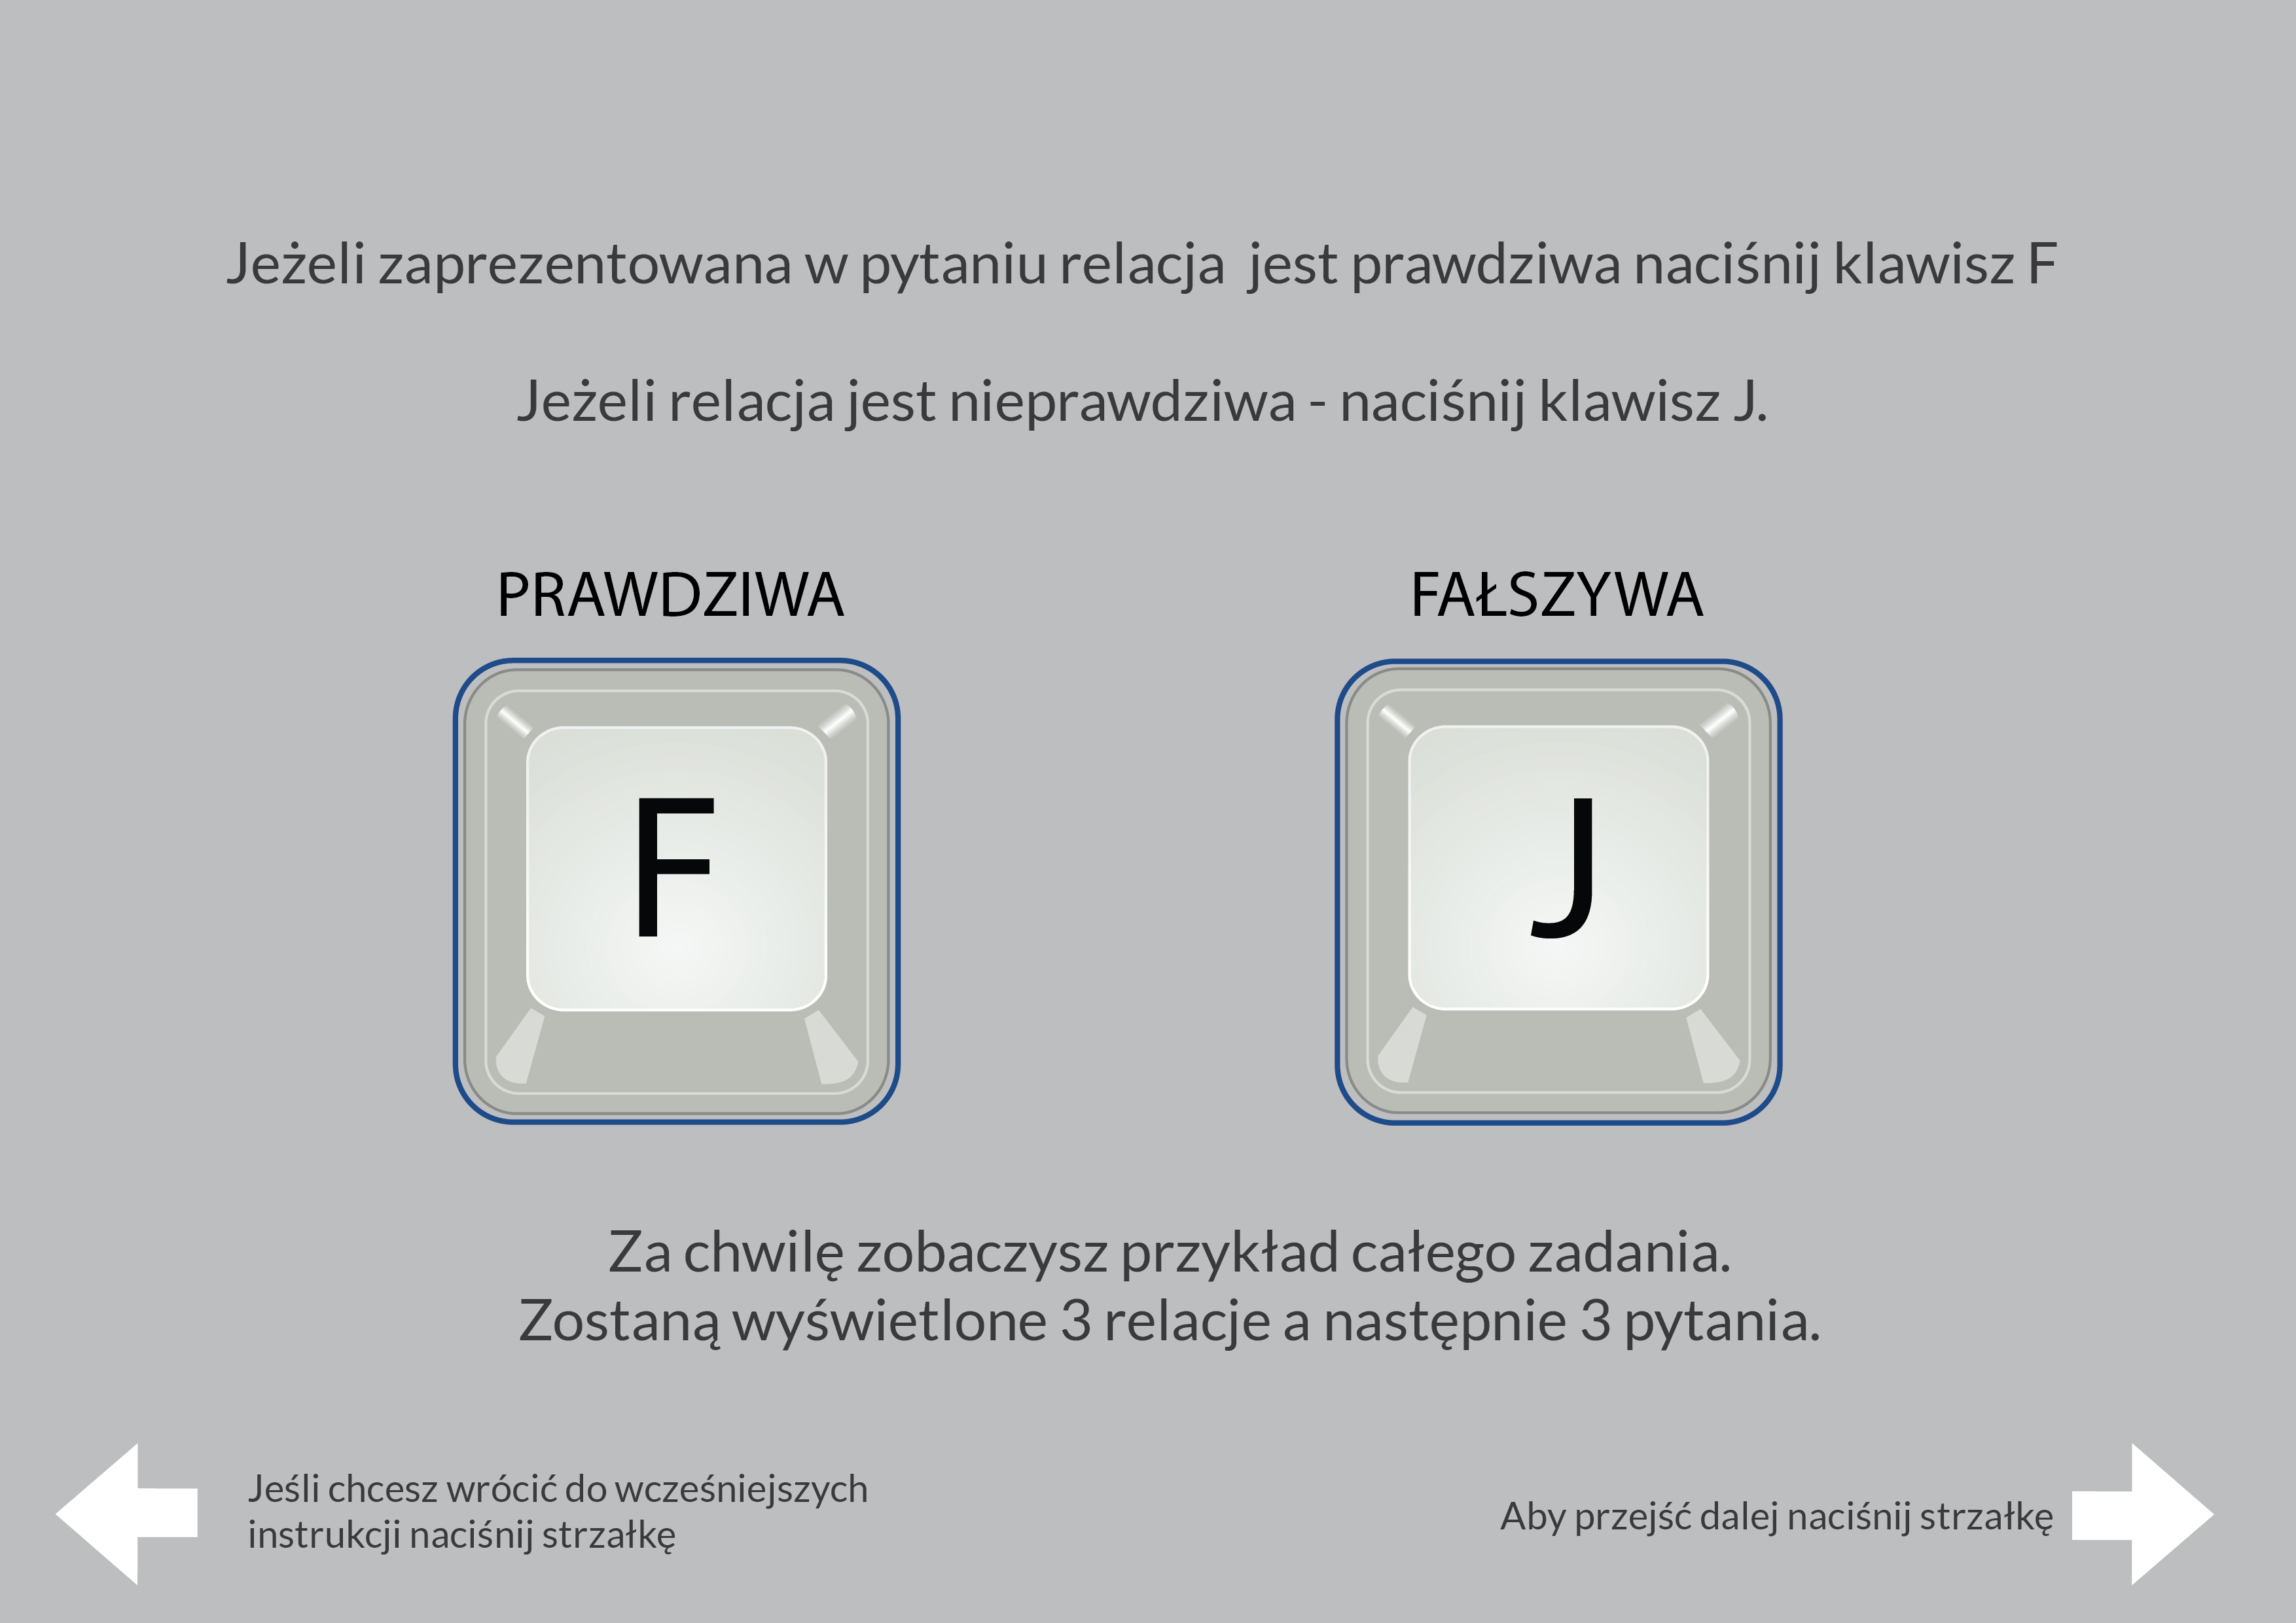 Jeżeli zaprezentowana w pytaniu relacja  jest prawdziwa naciśnij klawisz F
Jeżeli relacja jest nieprawdziwa - naciśnij klawisz J.
PRAWDZIWA
FAŁSZYWA
F
J
Za chwilę zobaczysz przykład całego zadania.
Zostaną wyświetlone 3 relacje a następnie 3 pytania.
Jeśli chcesz wrócić do wcześniejszych
instrukcji naciśnij strzałkę
Aby przejść dalej naciśnij strzałkę